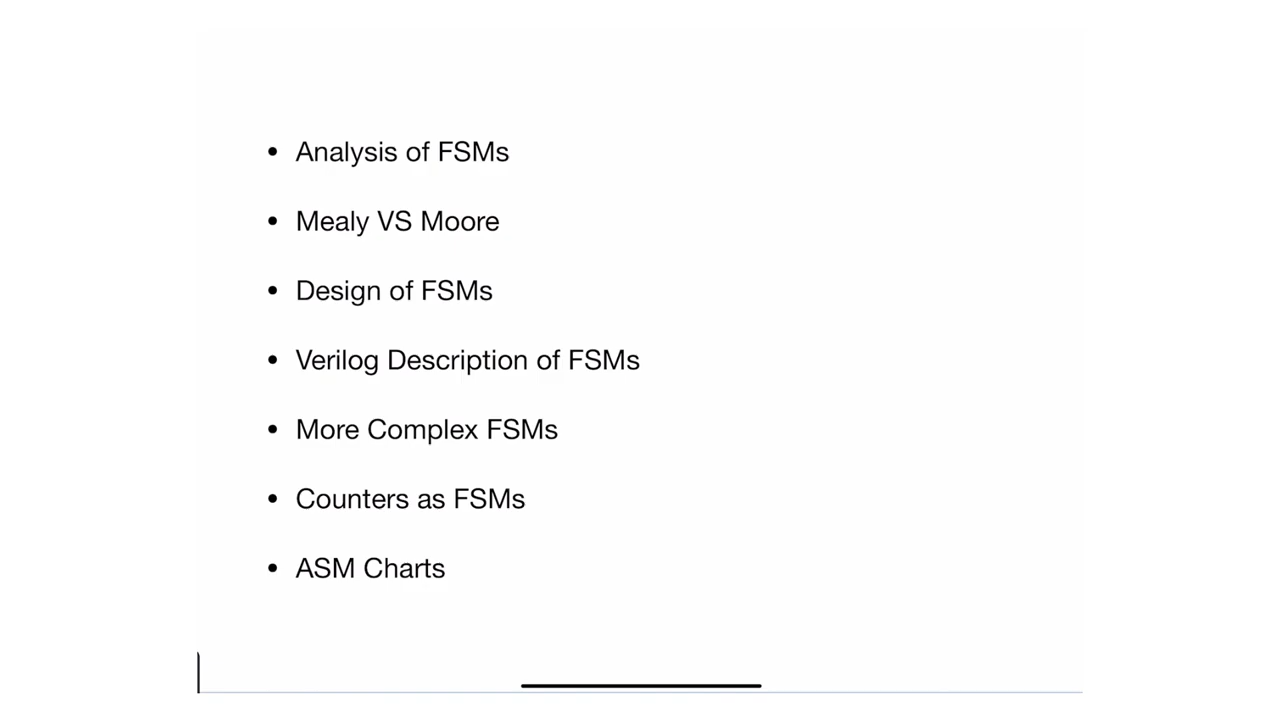 • Analysis of FSMs
• Mealy VS Moore
• Design of FSMs
• Verilog Description of FSMs
• More Complex FSMs
• Counters as FSMs
• ASM Charts